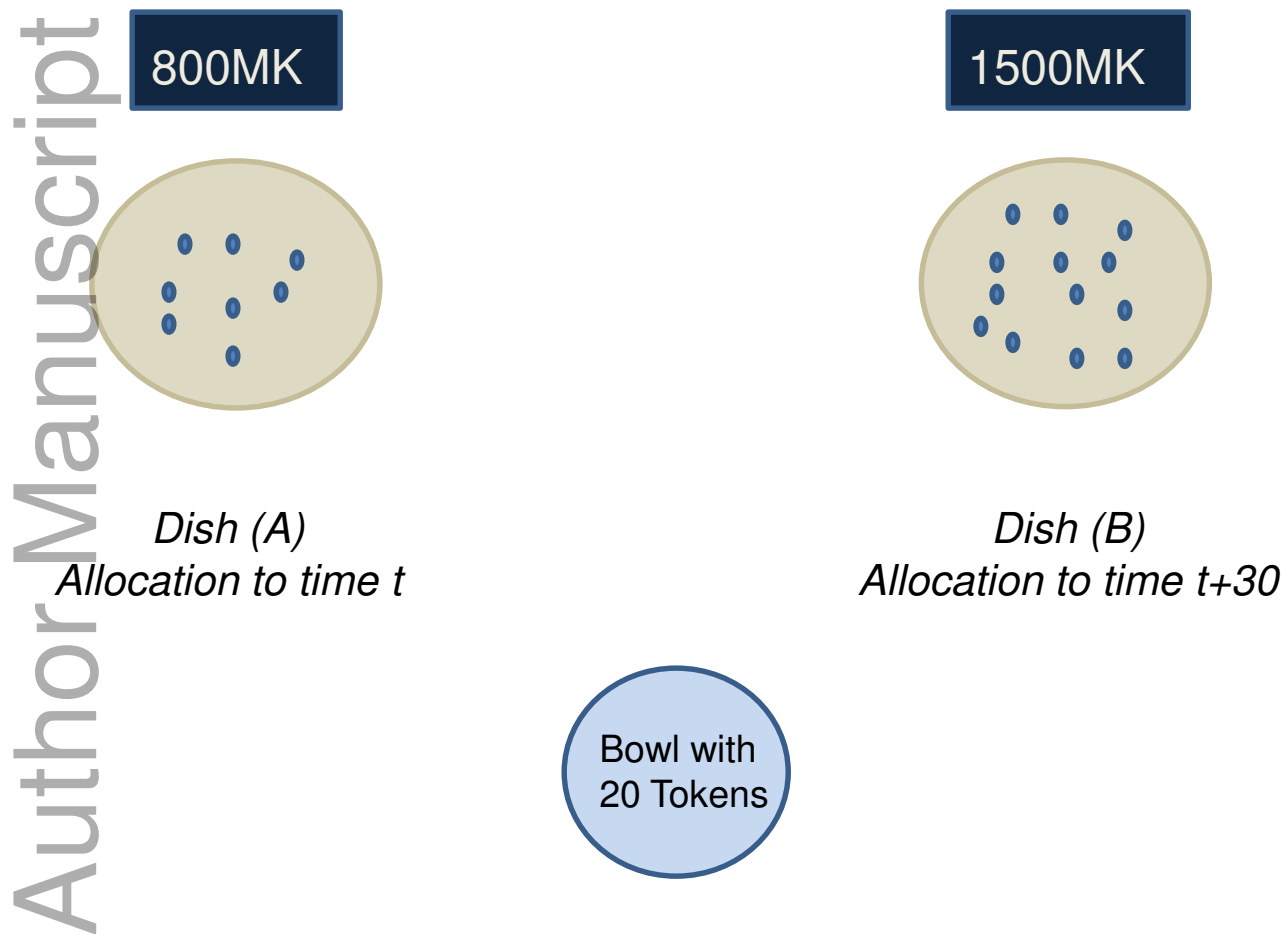 Author Manuscript
800MK
1500MK
Dish (A)
Allocation to time t
Dish (B)
Allocation to time t+30
Bowl with
20 Tokens